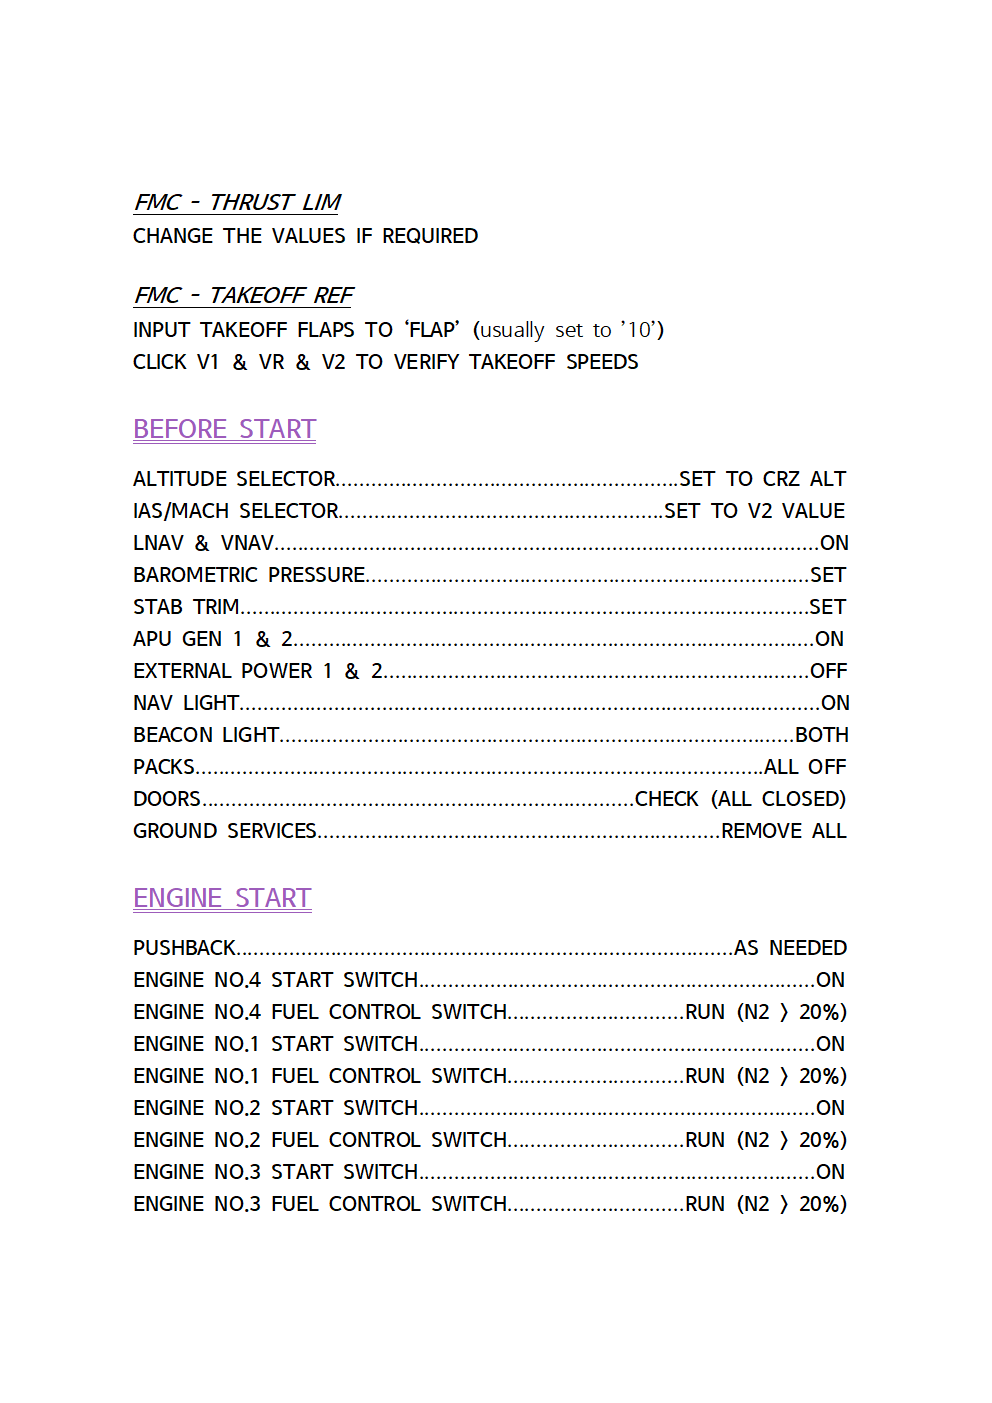 FMC - THRUST LIM
CHANGE THE VALUES IF REQUIRED
FMC - TAKEOFF REF
INPUT TAKEOFF FLAPS TO ‘FLAP’ (usually set to ’10’)
CLICK V1 & VR & V2 TO VERIFY TAKEOFF SPEEDS
BEFORE START
ALTITUDE SELECTOR..........................................................SET TO CRZ ALT
IAS/MACH SELECTOR.......................................................SET TO V2 VALUE
LNAV & VNAV............................................................................................ON
BAROMETRIC PRESSURE...........................................................................SET
STAB TRIM................................................................................................SET
APU GEN 1 & 2........................................................................................ON
EXTERNAL POWER 1 & 2........................................................................OFF
NAV LIGHT..................................................................................................ON
BEACON LIGHT.......................................................................................BOTH
PACKS................................................................................................ALL OFF
DOORS.........................................................................CHECK (ALL CLOSED)
GROUND SERVICES....................................................................REMOVE ALL
ENGINE START
PUSHBACK....................................................................................AS NEEDED
ENGINE NO.4 START SWITCH...................................................................ON
ENGINE NO.4 FUEL CONTROL SWITCH..............................RUN (N2 > 20%)
ENGINE NO.1 START SWITCH...................................................................ON
ENGINE NO.1 FUEL CONTROL SWITCH..............................RUN (N2 > 20%)
ENGINE NO.2 START SWITCH...................................................................ON
ENGINE NO.2 FUEL CONTROL SWITCH..............................RUN (N2 > 20%)
ENGINE NO.3 START SWITCH...................................................................ON
ENGINE NO.3 FUEL CONTROL SWITCH..............................RUN (N2 > 20%)